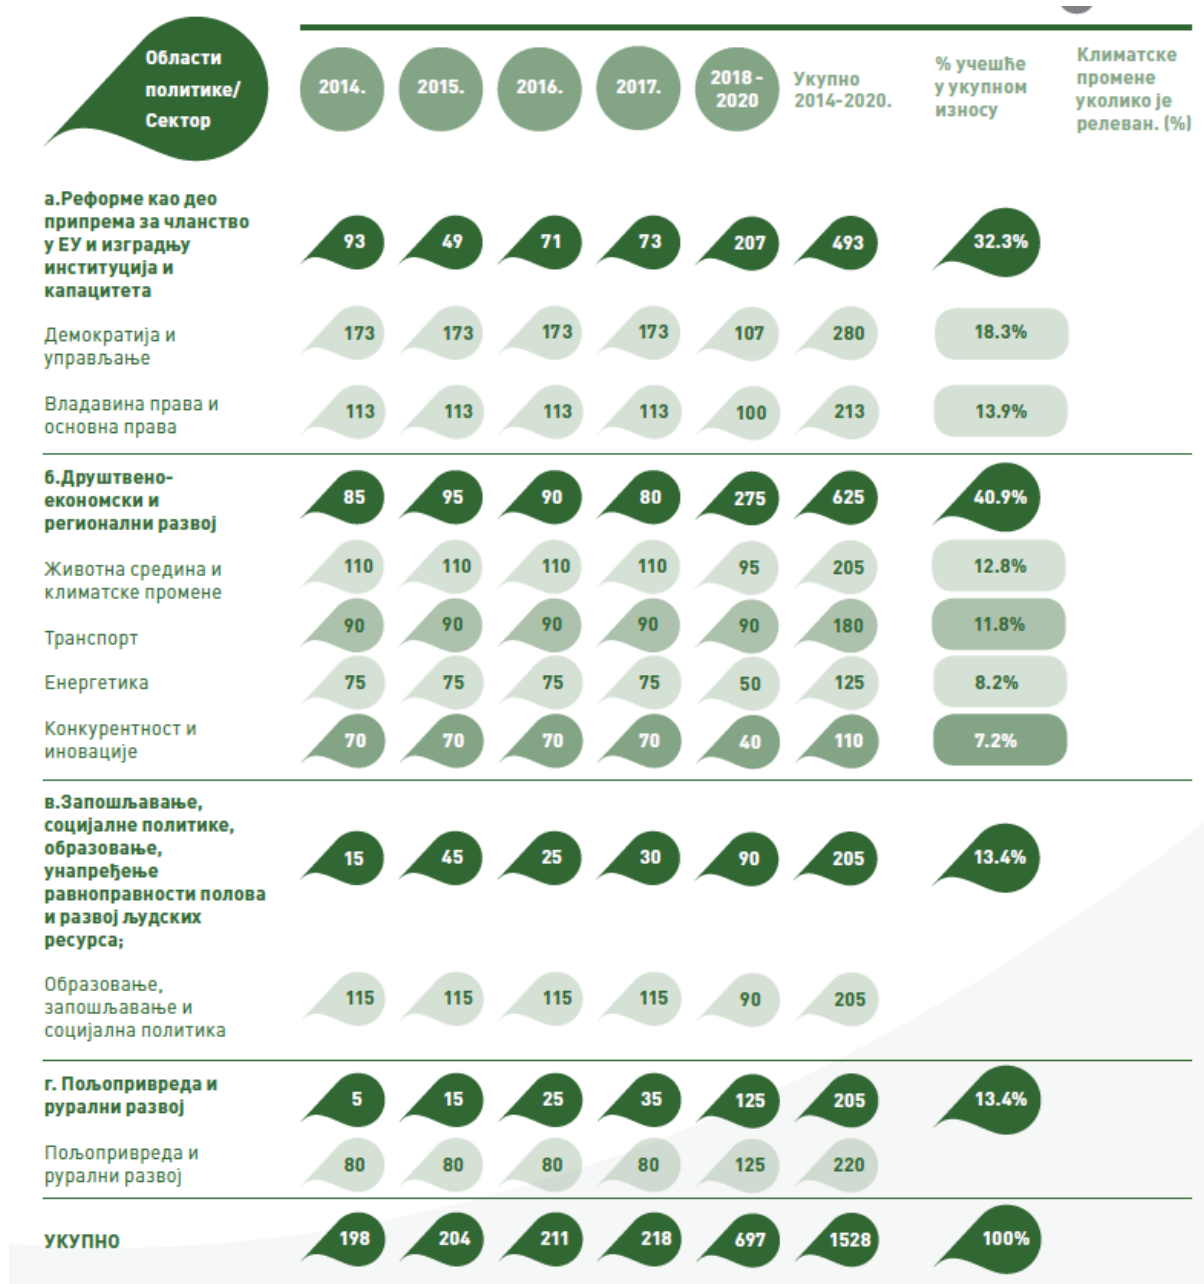 Области
политике/
Сектор
2014.
2015.
2016.
2017.
2018 -
2020
Укупно
2014-2020.
% учешће
у укупном
износу
Климатске
промене
уколико је
релеван. (%)
а.Реформе као део
припрема за чланство
у ЕУ и изградњу
институција и
капацитета
93 49 71 73 207 493 32.3%
Демократија и
управљање
173 173 173 173 107 280 18.3%
Владавина права и
основна права
113 113 113 113 100 213 13.9%
б.Друштвено-
економски и
регионални развој
85 95 90 80 275 625 40.9%
Животна средина и
климатске промене
110 110 110 110 95 205 12.8%
Транспорт
90 90 90 90 90 180 11.8%
Енергетика
75 75 75 75 50 125 8.2%
Конкурентност и
иновације
70 70 70 70 40 110 7.2%
в.Запошљавање,
социјалне политике,
образовање,
унапређење
равноправности полова
и развој људских
ресурса;
15 45 25 30 90 205 13.4%
Образовање,
запошљавање и
социјална политика
115 115 115 115 90 205
г. Пољопривреда и
рурални развој
5 15 25 35 125 205 13.4%
Пољопривреда и
рурални развој
80 80 80 80 125 220
УКУПНО
198 204 211 218 697 1528 100%